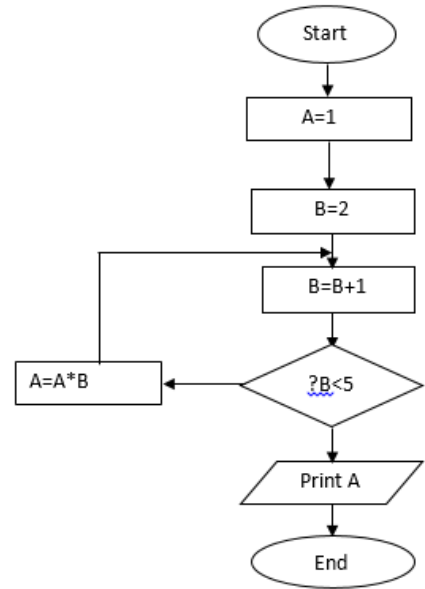 Start
A=1
B=2
B=B+1
?B<5
A=A*B
Print A
End